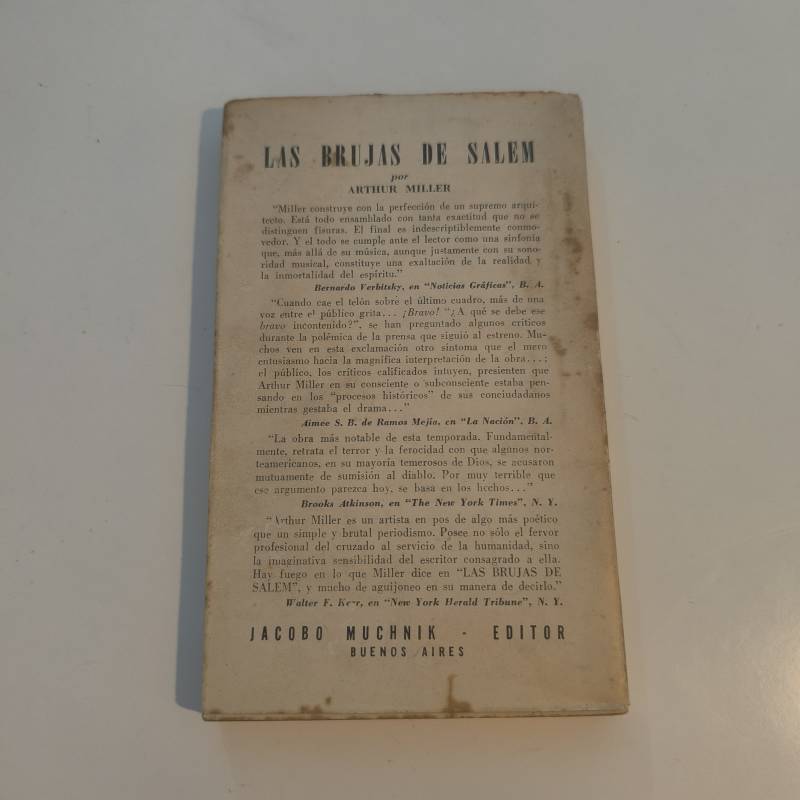 LAS BRUJAS DE SALEM
por
ARTHUR MILLER
"Miller construye con la perfección de un supremo arqui-
tecto. Está todo ensamblado con tanta exactitud que no se
distinguen fisuras. El final es indescriptiblemente conmo-
vedor. Y el todo se cumple ante el lector como una sinfonía
que, más allá de su música, aunque justamente con su sono-
ridad musical, constituye una exaltación de la realidad y
la inmortalidad del espíritu."
Bernardo Verbitsky, en "Noticias Gráficas", B. A.
"Cuando cae el telón sobre el último cuadro, más de una
voz entre el público grita... ¡Bravo! "¿A qué se debe ese
bravo incontenido?", se han preguntado algunos críticos
durante la polémica de la prensa que siguió al estreno. Mu-
chos ven en esta exclamación otro síntoma que el mero
entusiasmo hacia la magnífica interpretación de la obra...;
el público, los críticos calificados intuyen, presienten que
Arthur Miller en su consciente o subconsciente estaba pen-
sando en los "procesos históricos" de sus conciudadanos
mientras gestaba el drama..."
Aimee S. B. de Ramos Mejía, en "La Nación", B. A.
"La obra más notable de esta temporada. Fundamental-
mente, retrata el terror y la ferocidad con que algunos nor-
teamericanos, en su mayoría temerosos de Dios, se acusaron
mutuamente de sumisión al diablo. Por muy terrible que
ese argumento parezca hoy, se basa en los hechos..."
Brooks Atkinson, en "The New York Times", N. Y.
"Arthur Miller es un artista en pos de algo más poético
que un simple y brutal periodismo. Posee no sólo el fervor
profesional del cruzado al servicio de la humanidad, sino
la imaginativa sensibilidad del escritor consagrado a ella.
Hay fuego en lo que Miller dice en "LAS BRUJAS DE
SALEM", y mucho de aguijoneo en su manera de decirlo."
Walter F. Kerr, en "New York Herald Tribune", N. Y.
JACOBO MUCHNIK - EDITOR
BUENOS AIRES